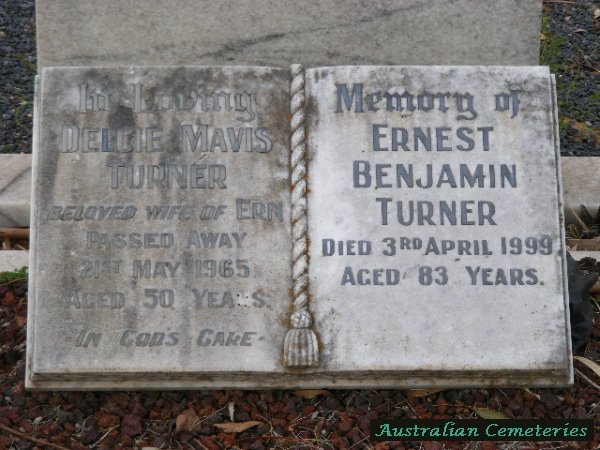 In Loving
Delcie Mavis
Turner
Beloved wife of Ern
Passed Away
21st May 1965
Aged 50 Years.
In God's Care.
Memory of
Ernest
Benjamin
Turner
Died 3rd April 1999
Aged 83 Years.
Australian Cemeteries